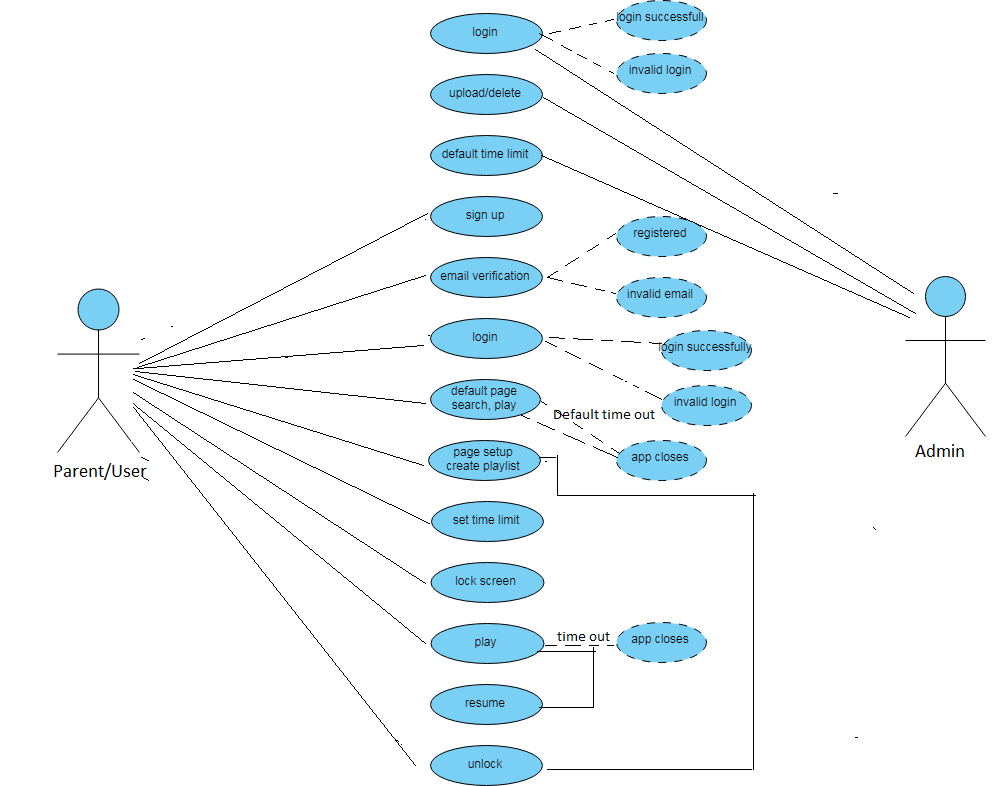 login successfull
login
invalid login
upload/delete
default time limit
sign up
registered
email verification
invalid email
login
login successfully
default page
search, play
invalid login
Default time out
page setup
create playlist
app closes
Parent/User
Admin
set time limit
lock screen
play
time out
app closes
resume
unlock